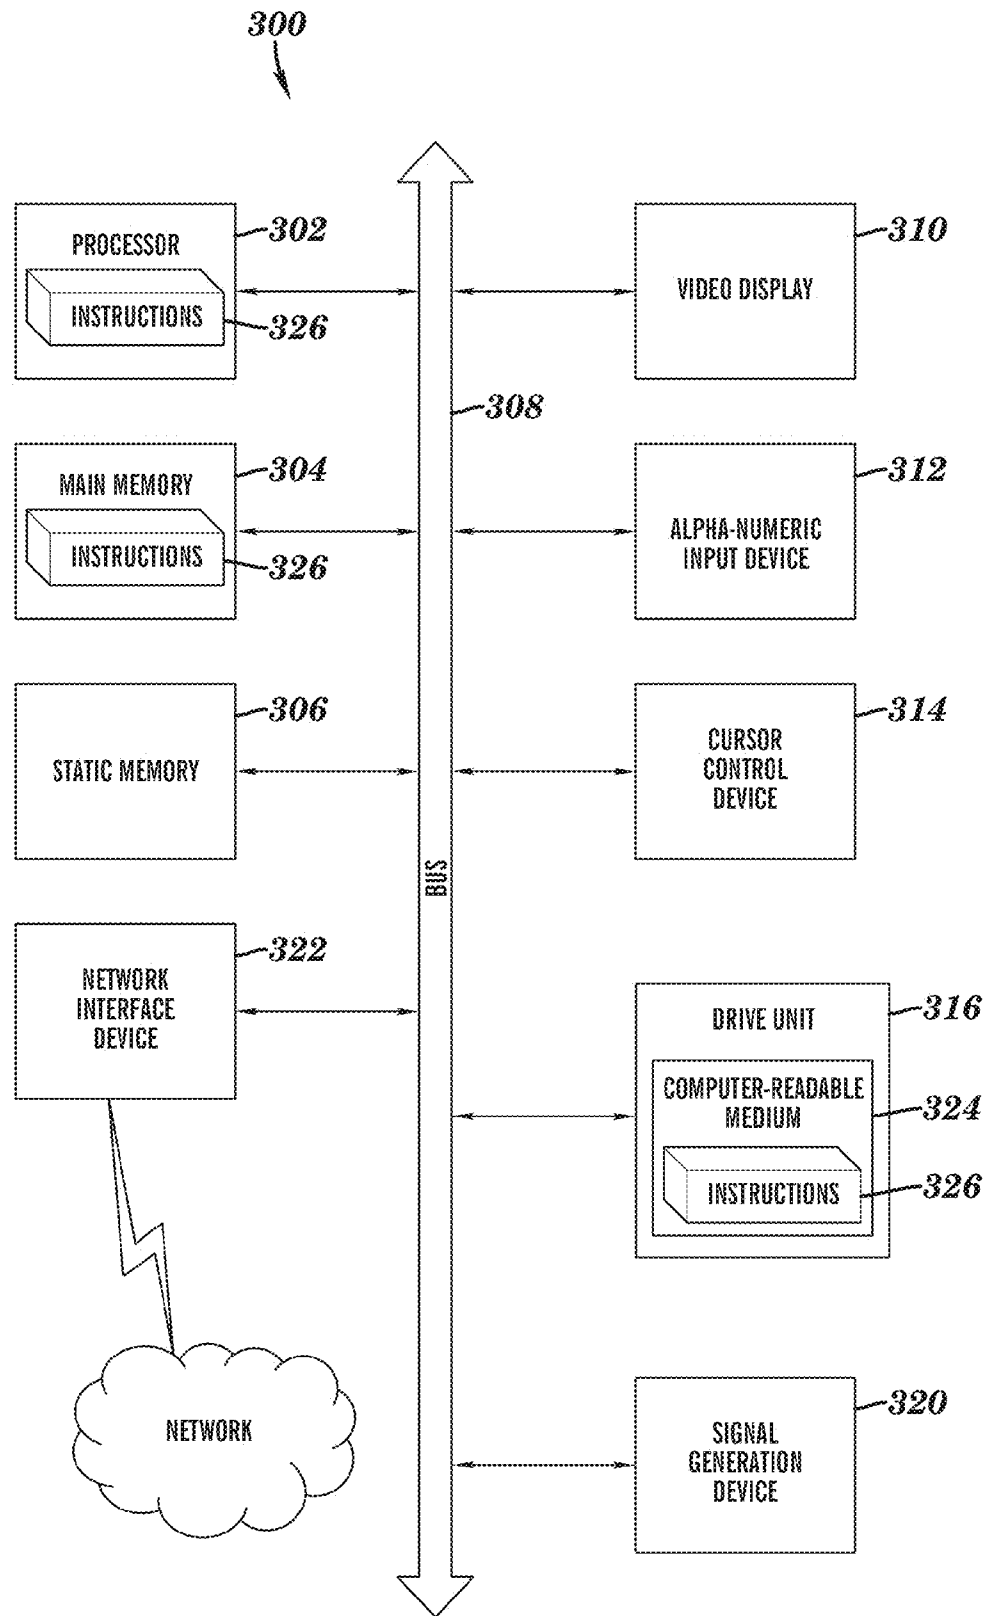 300
PROCESSOR
302
INSTRUCTIONS
326
MAIN MEMORY
304
INSTRUCTIONS
326
STATIC MEMORY
306
NETWORK
INTERFACE
DEVICE
322
NETWORK
308
BUS
VIDEO DISPLAY
310
ALPHA-NUMERIC
INPUT DEVICE
312
CURSOR
CONTROL
DEVICE
314
DRIVE UNIT
316
COMPUTER-READABLE
MEDIUM
324
INSTRUCTIONS
326
SIGNAL
GENERATION
DEVICE
320